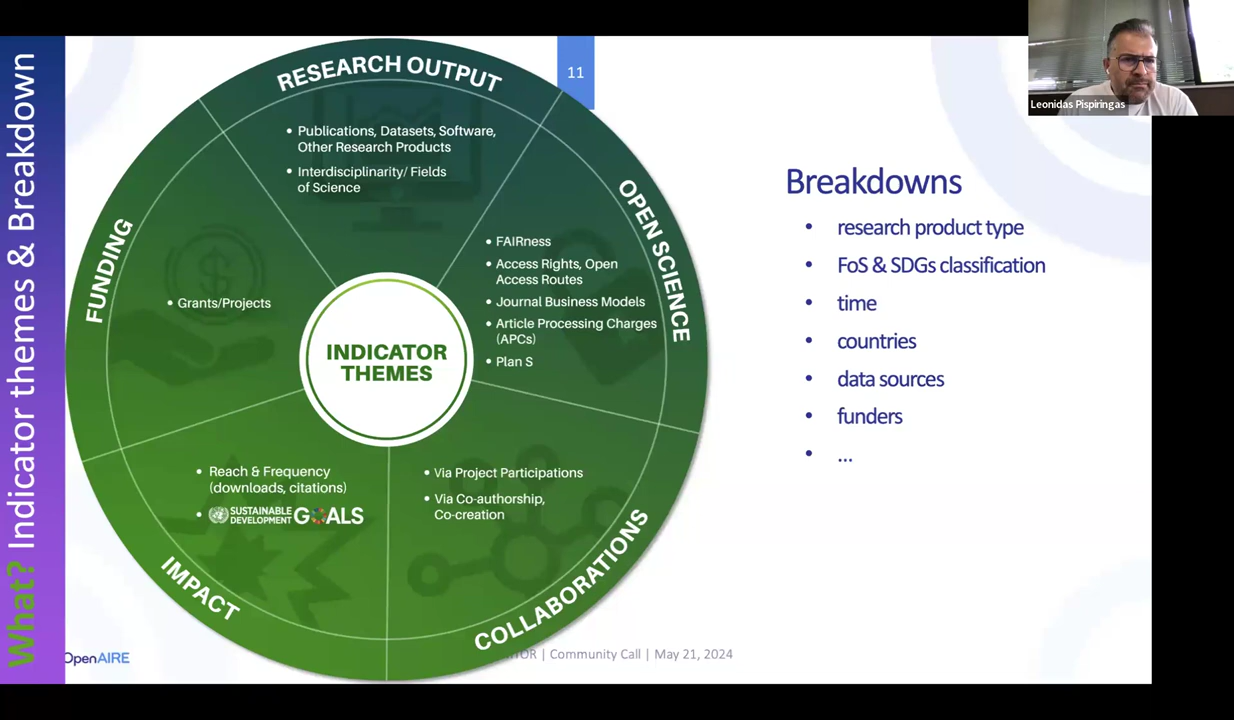 What? Indicator themes & Breakdown
11
Leonidas Pispiringas
RESEARCH OUTPUT
• Publications, Datasets, Software,
Other Research Products
• Interdisciplinarity/ Fields
of Science
OPEN SCIENCE
• FAIRness
• Access Rights, Open
Access Routes
• Journal Business Models
• Article Processing Charges
(APCs)
• Plan S
COLLABORATIONS
• Via Project Participations
• Via Co-authorship,
Co-creation
IMPACT
• Reach & Frequency
(downloads, citations)
• SUSTAINABLE
DEVELOPMENT GOALS
FUNDING
• Grants/Projects
INDICATOR
THEMES
Breakdowns
• research product type
• FoS & SDGs classification
• time
• countries
• data sources
• funders
• ...
OpenAIRE
| Community Call | May 21, 2024